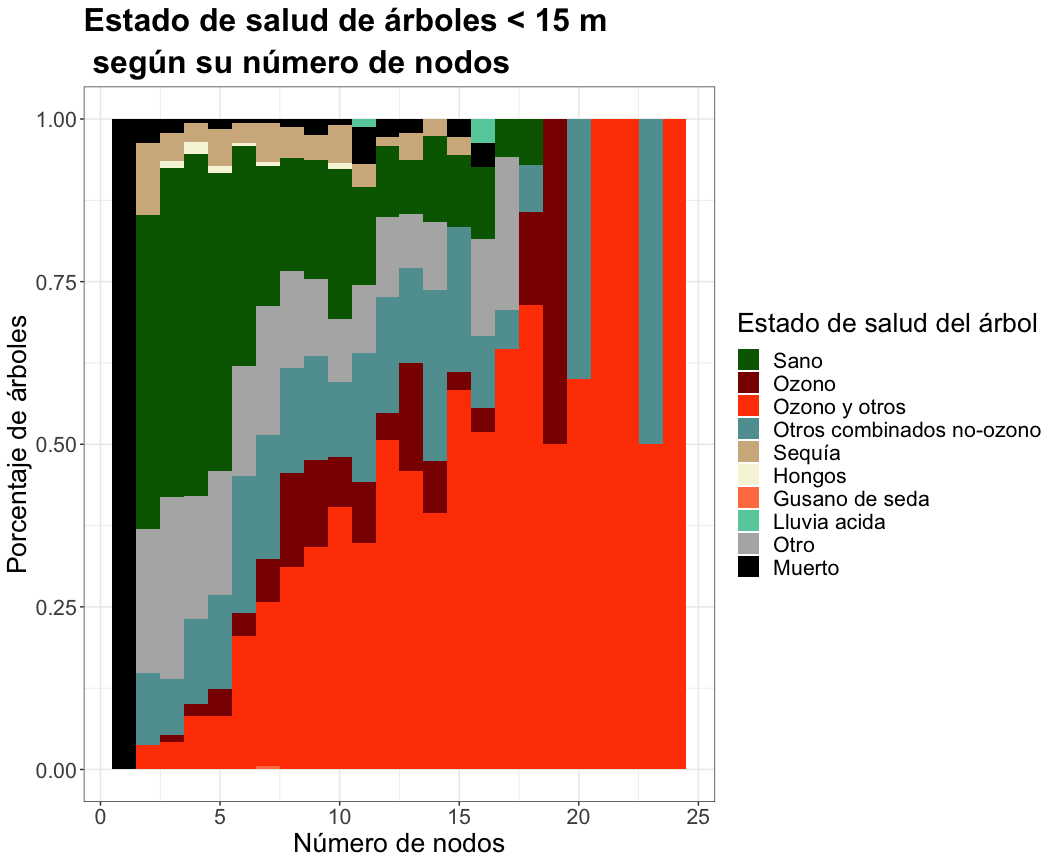 Estado de salud de árboles < 15 m
según su número de nodos
1.00
0.75
0.50
0.25
0.00
Porcentaje de árboles
0 5 10 15 20 25
Número de nodos
Estado de salud del árbol
Sano
Ozono
Ozono y otros
Otros combinados no-ozono
Sequía
Hongos
Gusano de seda
Lluvia acida
Otro
Muerto